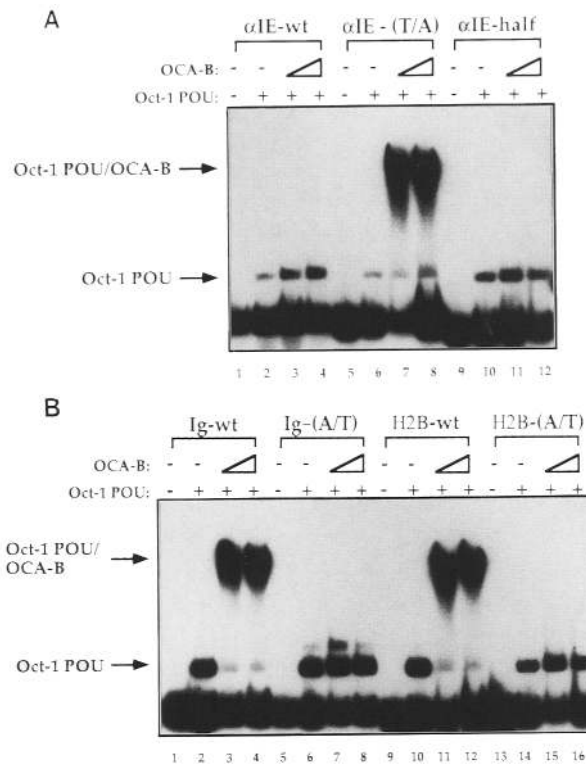 A
αIE-wt αIE-(T/A) αIE-half
OCA-B: - - - - - -
Oct-1 POU: - + + + - + + + - + + +
Oct-1 POU/OCA-B
Oct-1 POU
1 2 3 4 5 6 7 8 9 10 11 12
B
Ig-wt Ig-(A/T) H2B-wt H2B-(A/T)
OCA-B: - - - - - - - -
Oct-1 POU: - + + + - + + + - + + + - + + +
Oct-1 POU/
OCA-B
Oct-1 POU
1 2 3 4 5 6 7 8 9 10 11 12 13 14 15 16